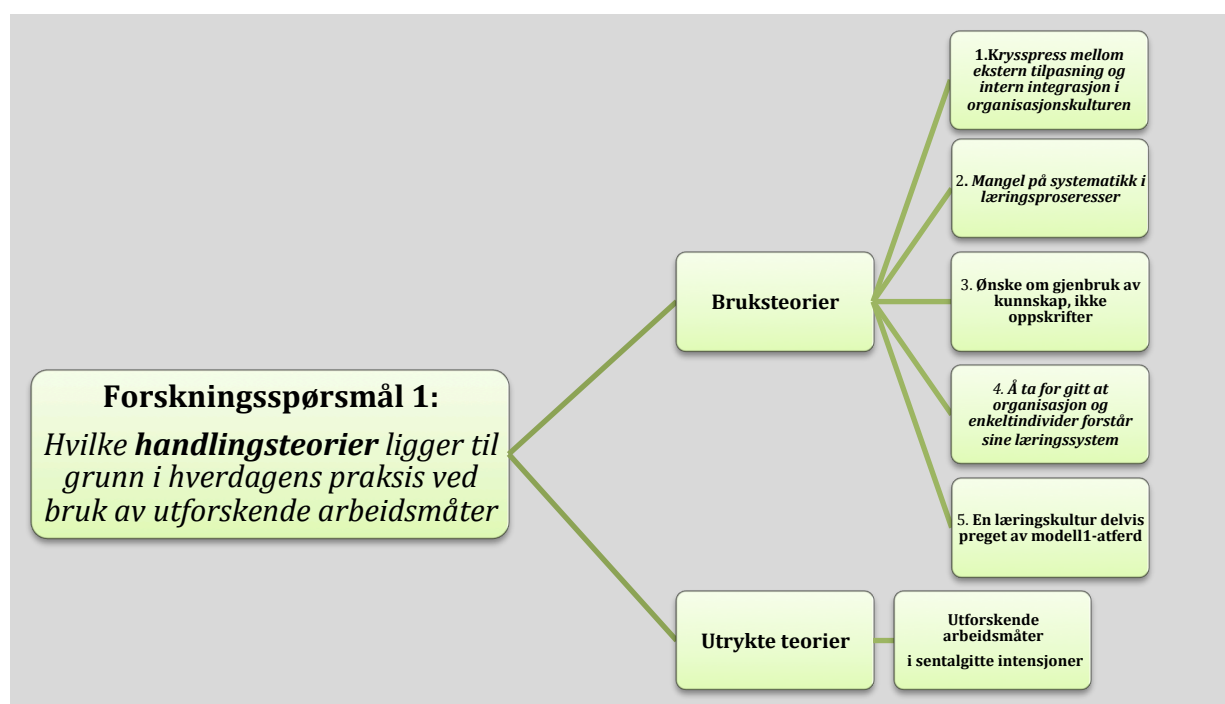 Forskningsspørsmål 1:
Hvilke handlingsteorier ligger til
grunn i hverdagens praksis ved
bruk av utforskende arbeidsmåter
Bruksteorier
1.Krysspress mellom
ekstern tilpasning og
intern integrasjon i
organisasjonskulturen
2. Mangel på systematikk i
læringsproseresser
3. Ønske om gjenbruk av
kunnskap, ikke
oppskrifter
4. Å ta for gitt at
organisasjon og
enkeltindivider forstår
sine læringssystem
5. En læringskultur delvis
preget av modell1-atferd
Utrykte teorier
Utforskende
arbeidsmåter
i sentalgitte intensjoner